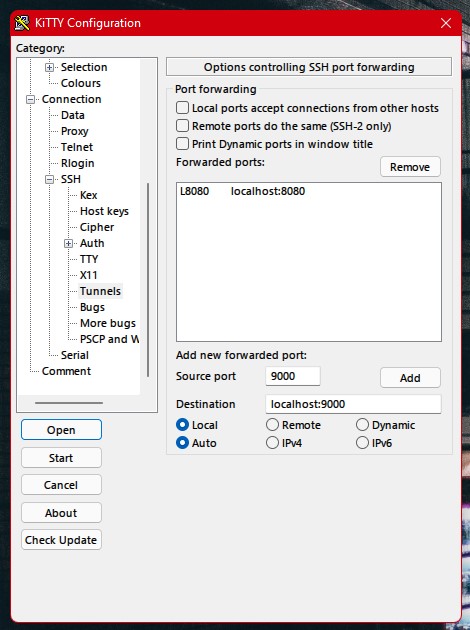 KiTTY Configuration
Category:
Selection
Colours
Connection
Data
Proxy
Telnet
Rlogin
SSH
Kex
Host keys
Cipher
Auth
TTY
X11
Tunnels
Bugs
More bugs
PSCP and W
Serial
Comment
Open
Start
Cancel
About
Check Update
Options controlling SSH port forwarding
Port forwarding
Local ports accept connections from other hosts
Remote ports do the same (SSH-2 only)
Print Dynamic ports in window title
Forwarded ports:
Remove
L8080 localhost:8080
Add new forwarded port:
Source port 9000 Add
Destination localhost:9000
Local Remote Dynamic
Auto IPv4 IPv6